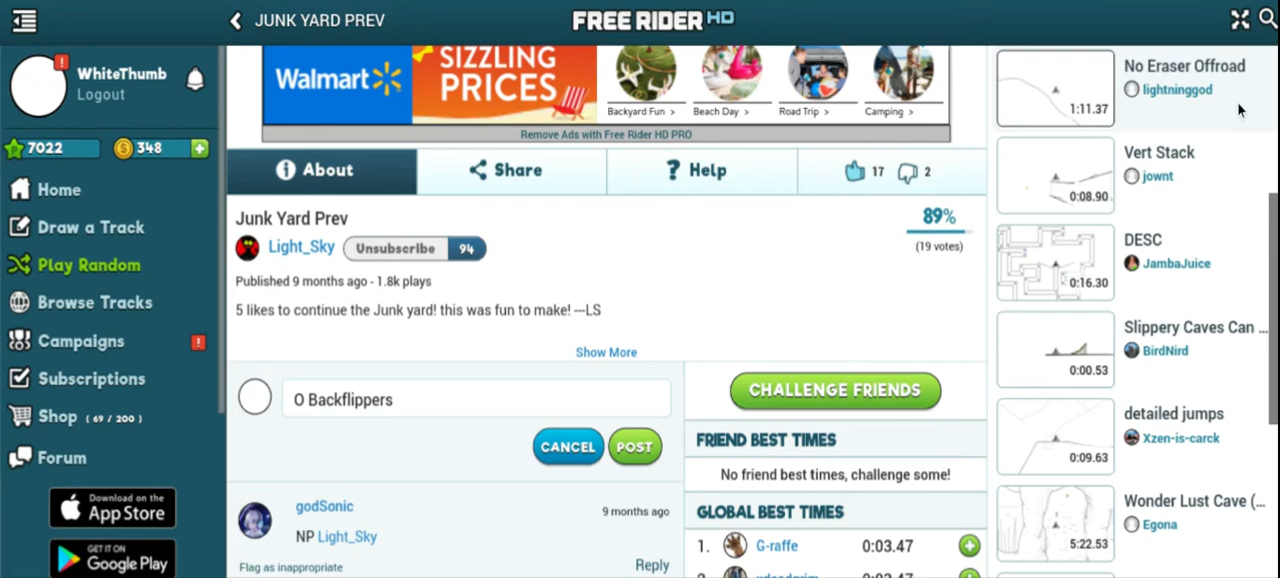 JUNK YARD PREV
FREE RIDER HD
WhiteThumb
Logout
7022
348
Home
Draw a Track
Play Random
Browse Tracks
Campaigns
Subscriptions
Shop ( 69 / 200 )
Forum
Download on the
App Store
GET IT ON
Google Play
Walmart
SIZZLING
PRICES
Backyard Fun >
Beach Day >
Road Trip >
Camping >
Remove Ads with Free Rider HD PRO
About
Share
Help
17
2
Junk Yard Prev
Light_Sky
Unsubscribe 94
89%
(19 votes)
Published 9 months ago - 1.8k plays
5 likes to continue the Junk yard! this was fun to make! ---LS
Show More
O Backflippers
CANCEL
POST
godSonic
9 months ago
NP Light_Sky
Flag as inappropriate
Reply
CHALLENGE FRIENDS
FRIEND BEST TIMES
No friend best times, challenge some!
GLOBAL BEST TIMES
1. G-raffe 0:03.47
No Eraser Offroad
lightninggod
1:11.37
Vert Stack
jownt
0:08.90
DESC
JambaJuice
0:16.30
Slippery Caves Can ...
BirdNird
0:00.53
detailed jumps
Xzen-is-carck
0:09.63
Wonder Lust Cave (...
Egona
5:22.53